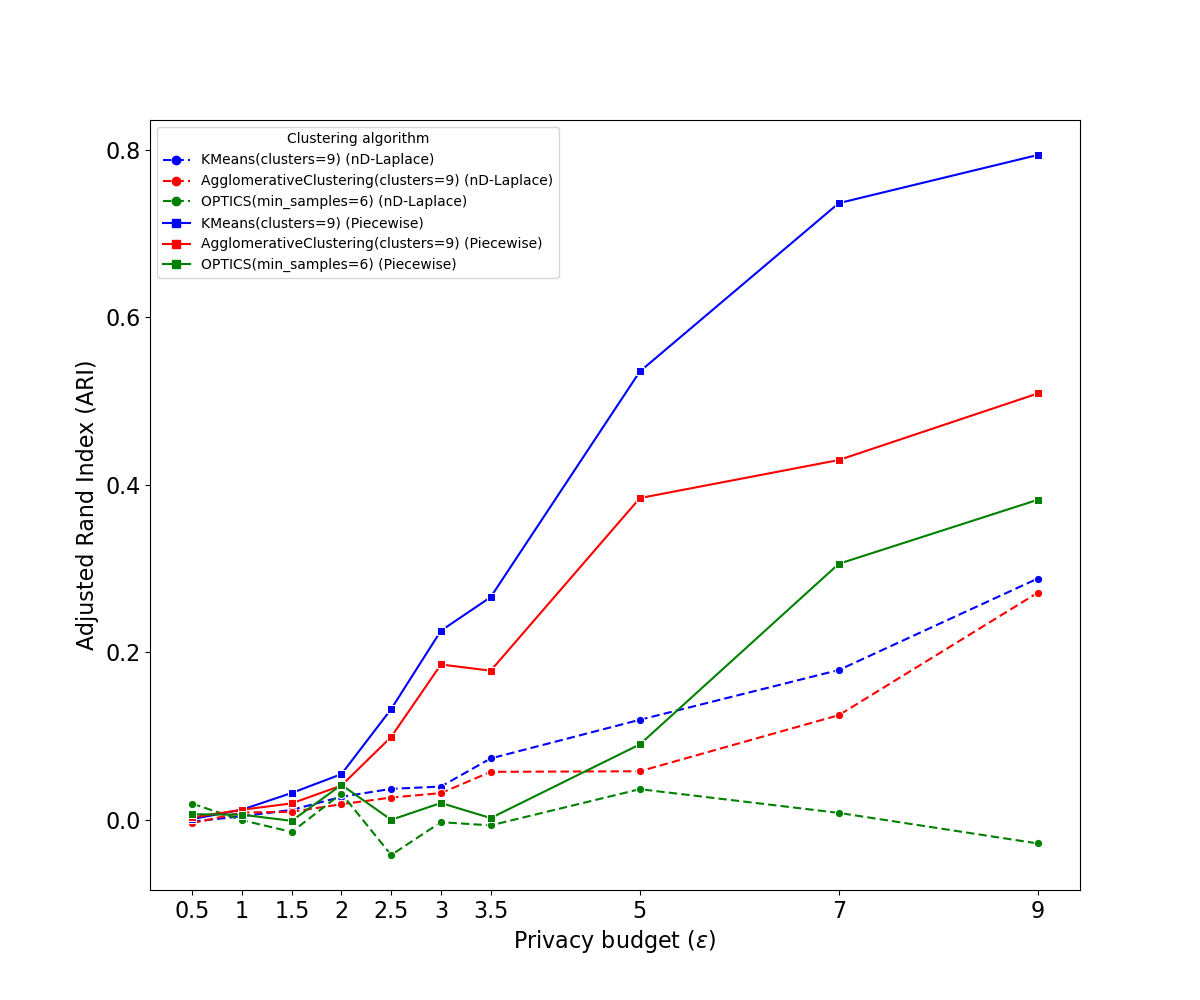 Clustering algorithm
KMeans(clusters=9) (nD-Laplace)
AgglomerativeClustering(clusters=9) (nD-Laplace)
OPTICS(min_samples=6) (nD-Laplace)
KMeans(clusters=9) (Piecewise)
AgglomerativeClustering(clusters=9) (Piecewise)
OPTICS(min_samples=6) (Piecewise)
Adjusted Rand Index (ARI)
0.8
0.6
0.4
0.2
0.0
0.5 1 1.5 2 2.5 3 3.5 5 7 9
Privacy budget (ε)